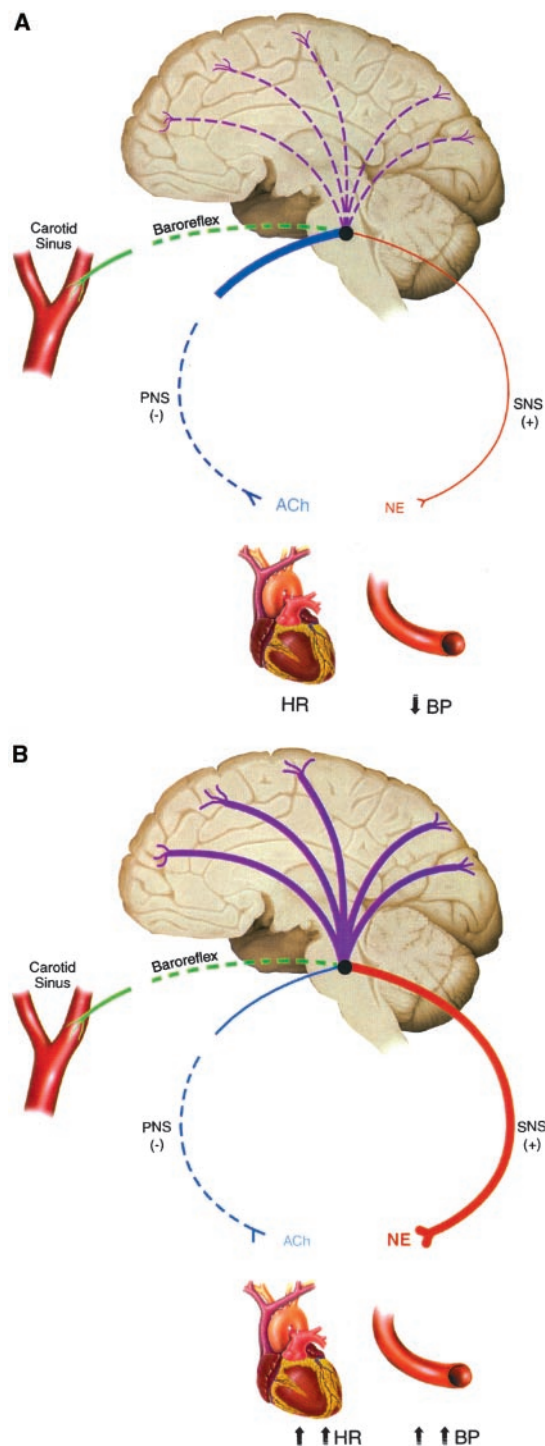 A
Carotid
Sinus
Baroreflex
PNS
(-)
SNS
(+)
ACh
NE
HR
⬇ BP
B
Carotid
Sinus
Baroreflex
PNS
(-)
SNS
(+)
ACh
NE
⬆ ⬆ HR
⬆ ⬆ BP